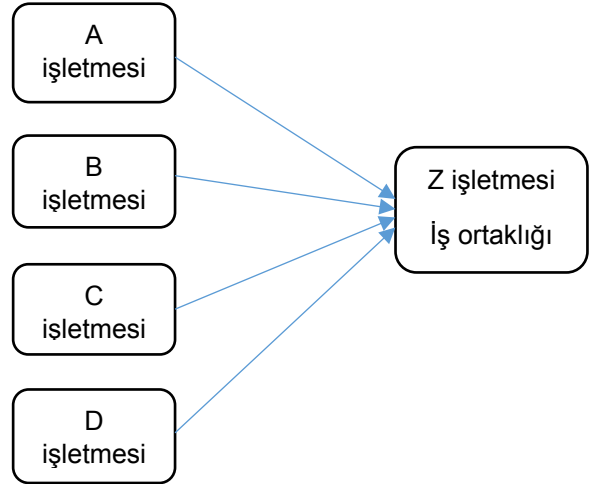 A
işletmesi
B
işletmesi
C
işletmesi
D
işletmesi
Z işletmesi
İş ortaklığı